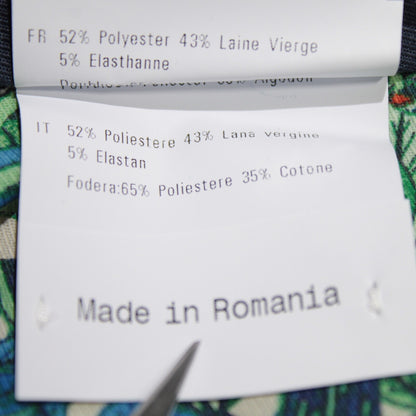 FR 52% Polyester 43% Laine Vierge
5% Elasthanne
Algodon
IT 52% Poliestere 43% Lana Vergine
5% Elastan
Fodera:65% Poliestere 35% Cotone
Made in Romania